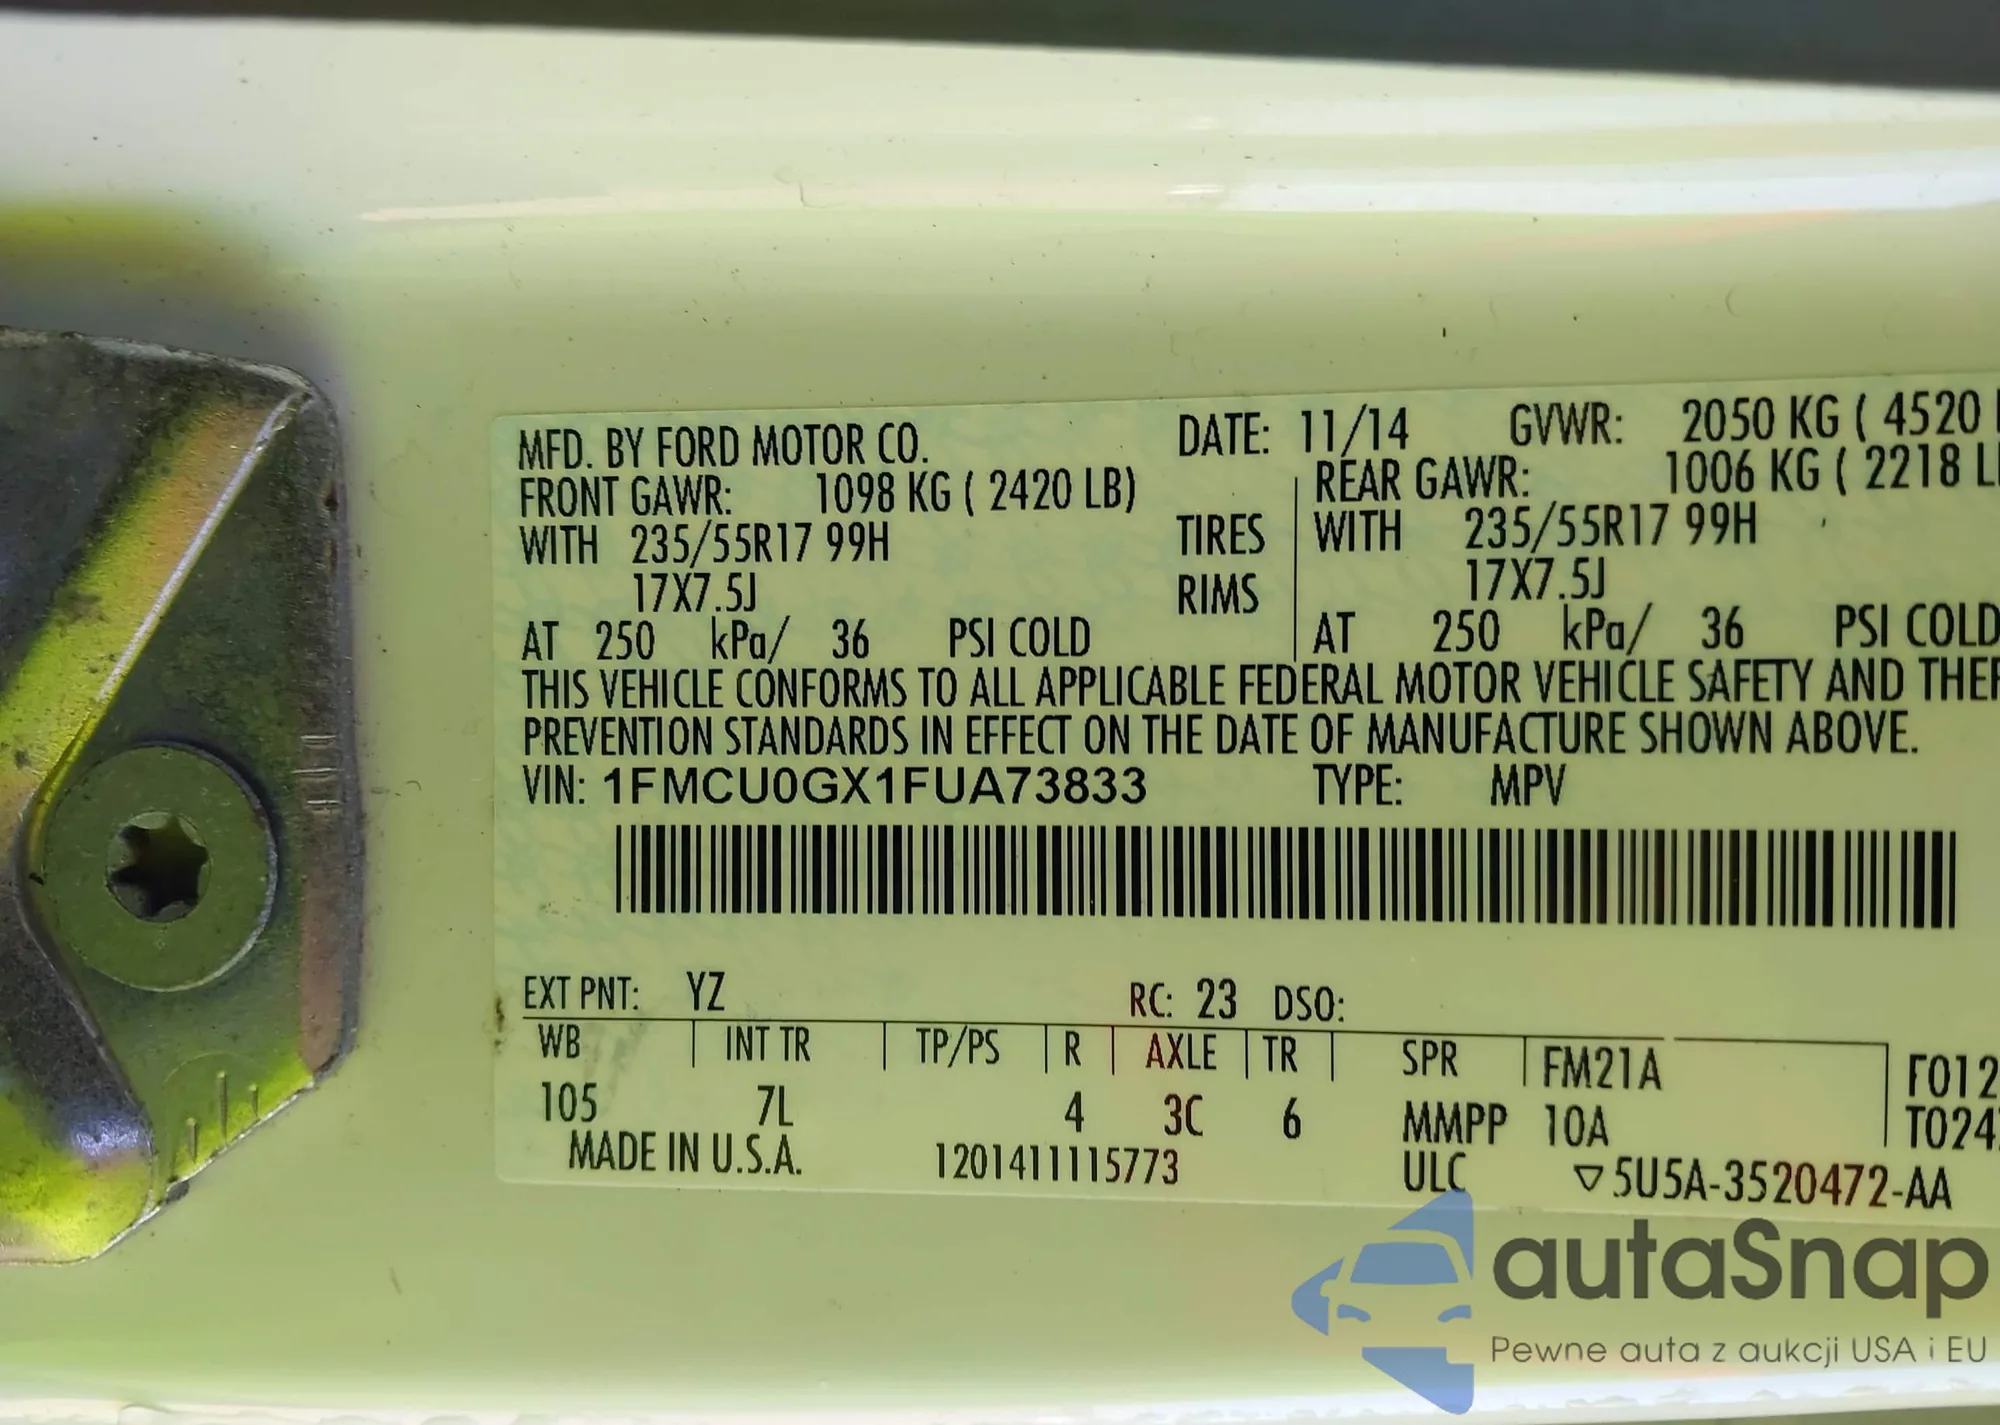 MFD. BY FORD MOTOR CO. DATE: 11/14 GVWR: 2050 KG ( 4520
FRONT GAWR: 1098 KG ( 2420 LB) REAR GAWR: 1006 KG ( 2218
WITH 235/55R17 99H TIRES WITH 235/55R17 99H
17X7.5J RIMS 17X7.5J
AT 250 kPa/ 36 PSI COLD AT 250 kPa/ 36 PSI COLD
THIS VEHICLE CONFORMS TO ALL APPLICABLE FEDERAL MOTOR VEHICLE SAFETY AND
PREVENTION STANDARDS IN EFFECT ON THE DATE OF MANUFACTURE SHOWN ABOVE.
VIN: 1FMCU0GX1FUA73833 TYPE: MPV
EXT PNT: YZ RC: 23 DSO:
WB INT TR TP/PS R AXLE TR SPR FM21A
105 7L 4 3C 6 MMPP 10A
MADE IN U.S.A. 1201411115773 ULC ▽5U5A-3520472-AA
autaSnap
Pewne auta z aukcji USA i EU